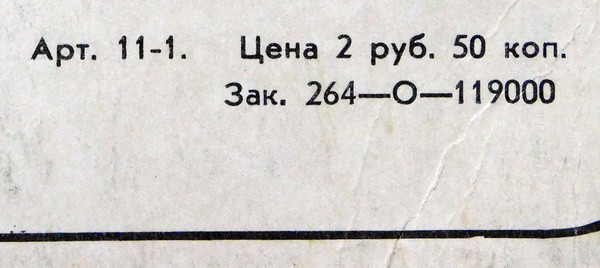 Арт. 11-1. Цена 2 руб. 50 коп.
Зак. 264—О—119000